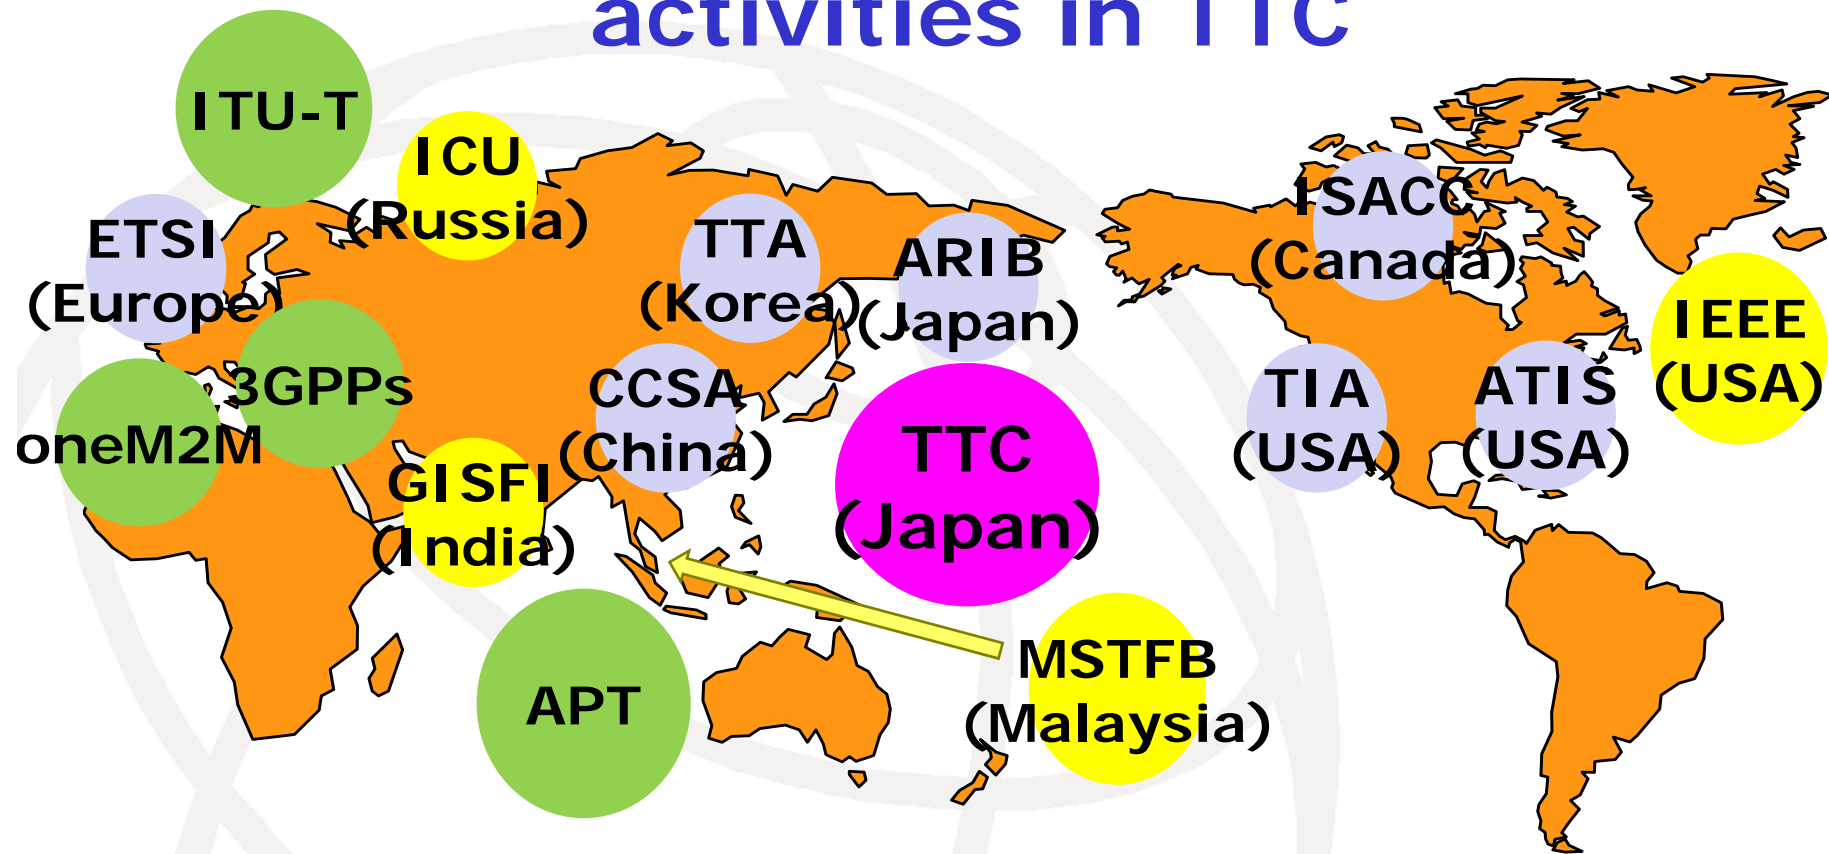 activities in TTC
ITU-T
ICU
(Russia)
ETSI
(Europe)
TTA
(Korea)
ARIB
(Japan)
ISACC
(Canada)
IEEE
(USA)
3GPPs
oneM2M
CCSA
(China)
TIA
(USA)
ATIS
(USA)
TTC
(Japan)
GISFI
(India)
APT
MSTFB
(Malaysia)